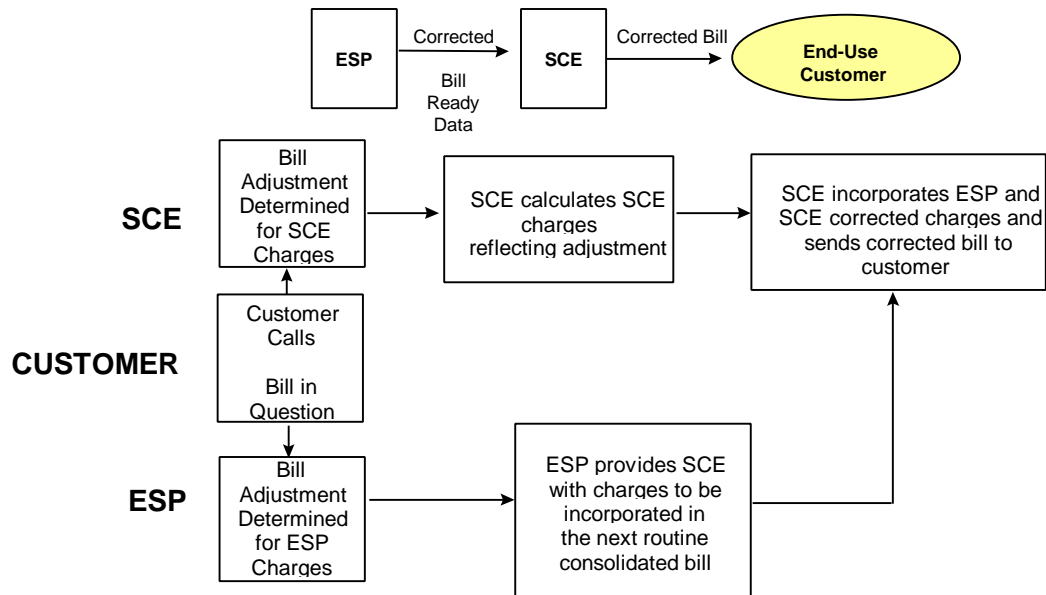 ESP
Corrected
Bill
Ready
Data
SCE
Corrected Bill
End-Use
Customer
SCE
Bill
Adjustment
Determined
for SCE
Charges
SCE calculates SCE
charges
reflecting adjustment
SCE incorporates ESP and
SCE corrected charges and
sends corrected bill to
customer
CUSTOMER
Customer
Calls
Bill in
Question
ESP
Bill
Adjustment
Determined
for ESP
Charges
ESP provides SCE
with charges to be
incorporated in
the next routine
consolidated bill